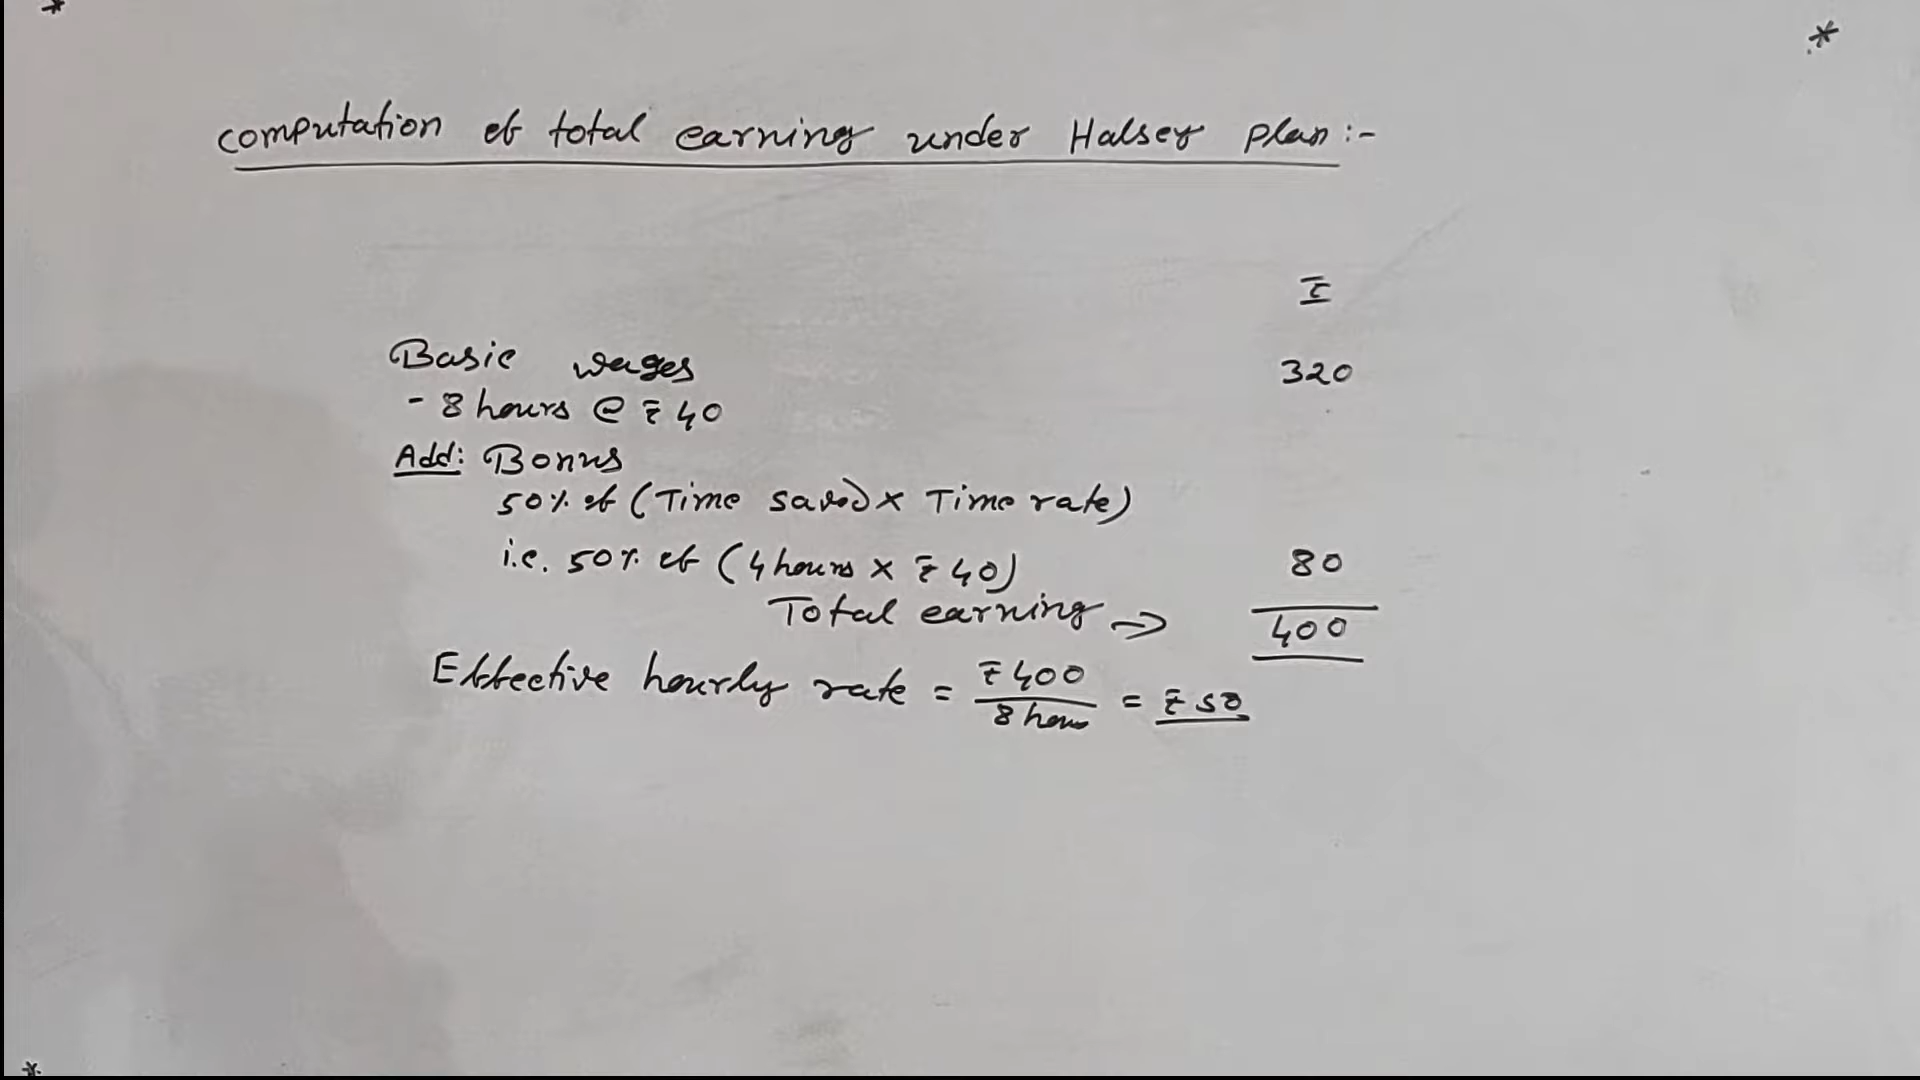 computation of total earning under Halsey plan:-
₹
Basic wages 320
- 8 hours @ ₹ 40
Add: Bonus
50% of (Time saved × Time rate)
i.e. 50% of (4 hours × ₹ 40) 80
Total earning → 400
Effective hourly rate = ₹ 400 / 8 hours = ₹ 50